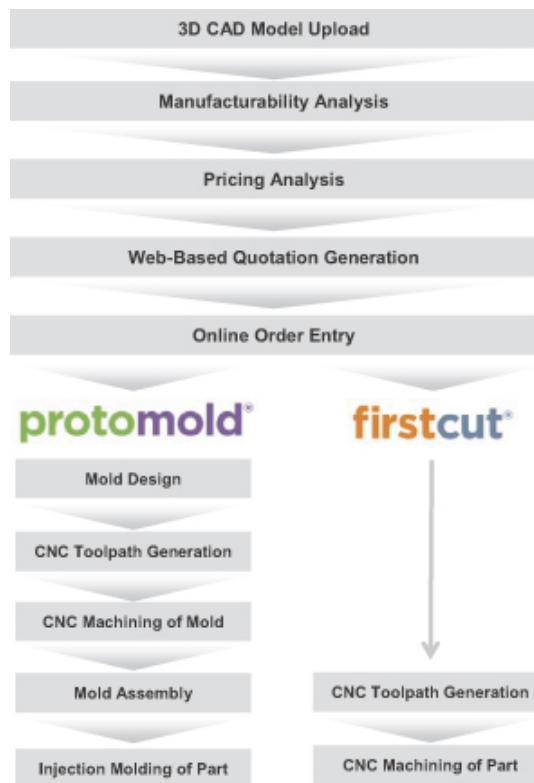 3D CAD Model Upload
Manufacturability Analysis
Pricing Analysis
Web-Based Quotation Generation
Online Order Entry
protomold®
Mold Design
CNC Toolpath Generation
CNC Machining of Mold
Mold Assembly
Injection Molding of Part
firstcut®
CNC Toolpath Generation
CNC Machining of Part